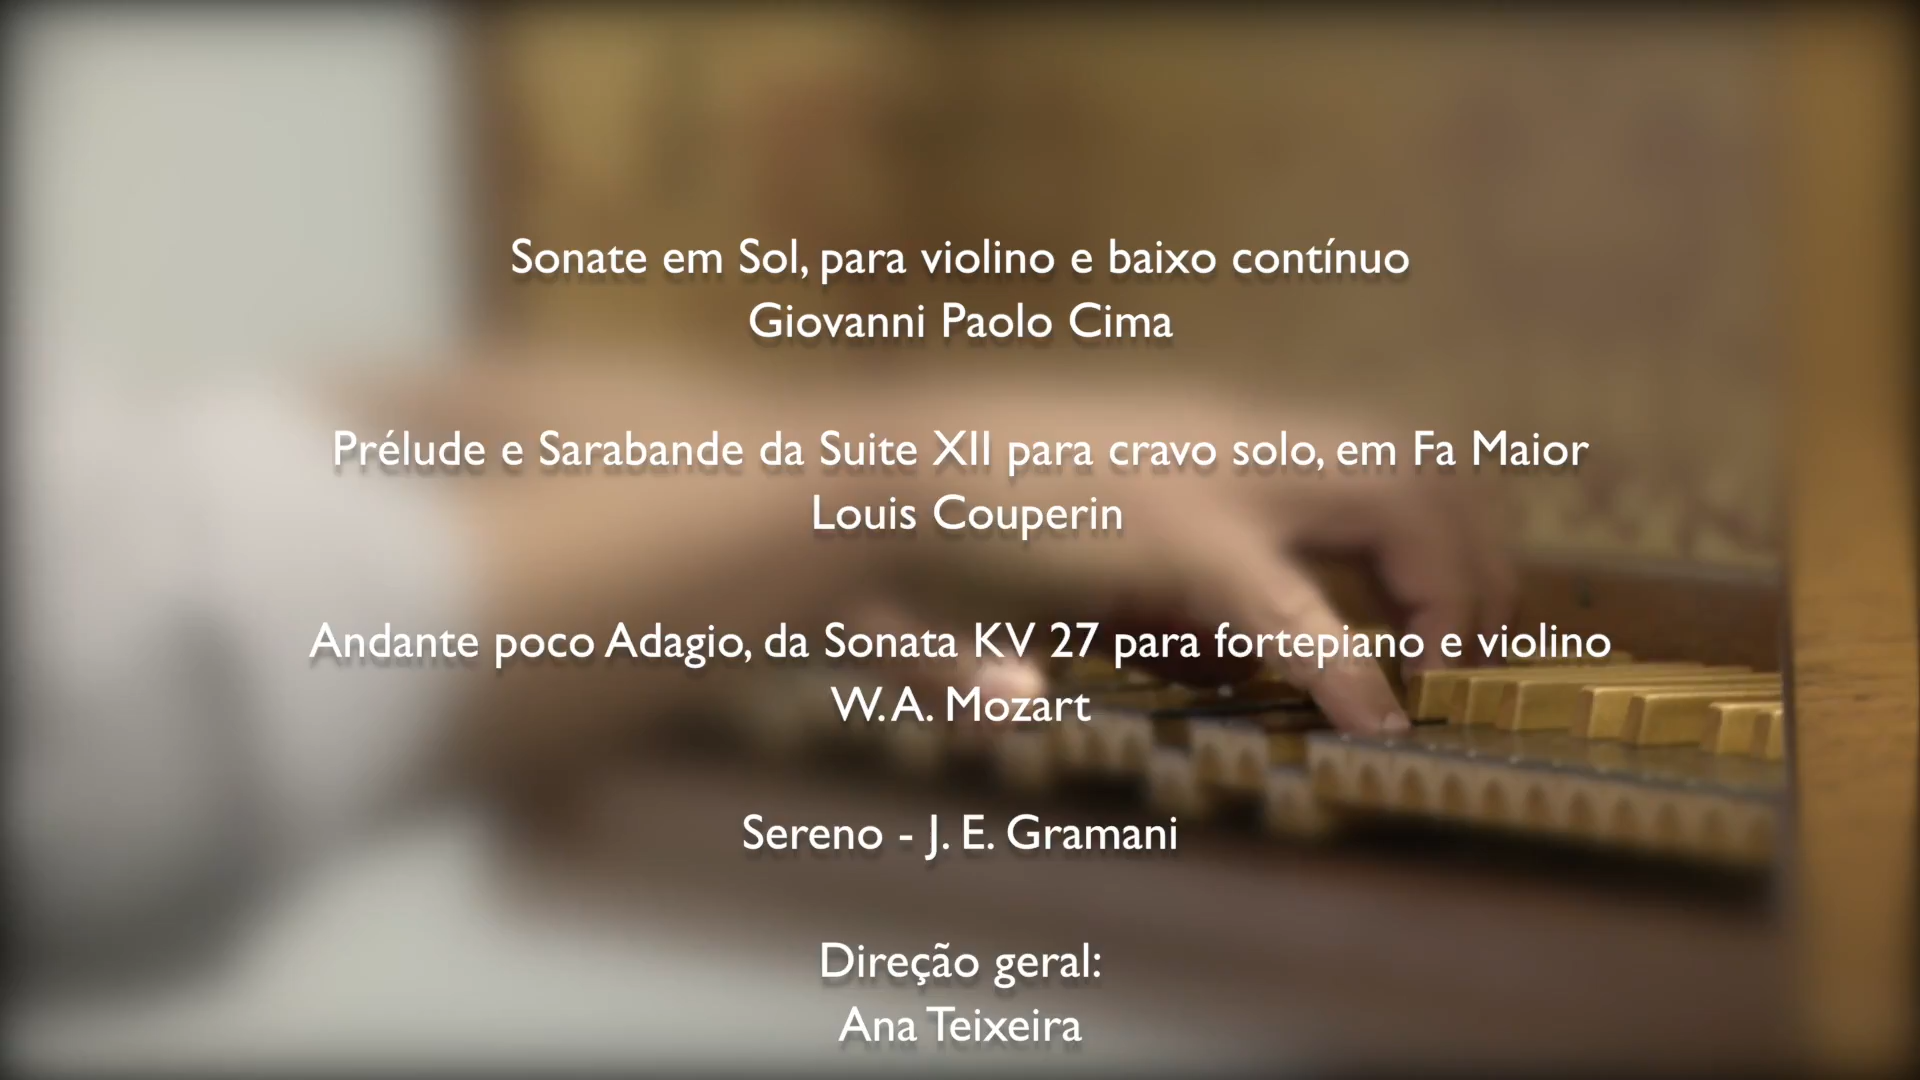 Sonate em Sol, para violino e baixo contínuo
Giovanni Paolo Cima
Prélude e Sarabande da Suite XII para cravo solo, em Fa Maior
Louis Couperin
Andante poco Adagio, da Sonata KV 27 para fortepiano e violino
W. A. Mozart
Sereno - J. E. Gramani
Direção geral:
Ana Teixeira